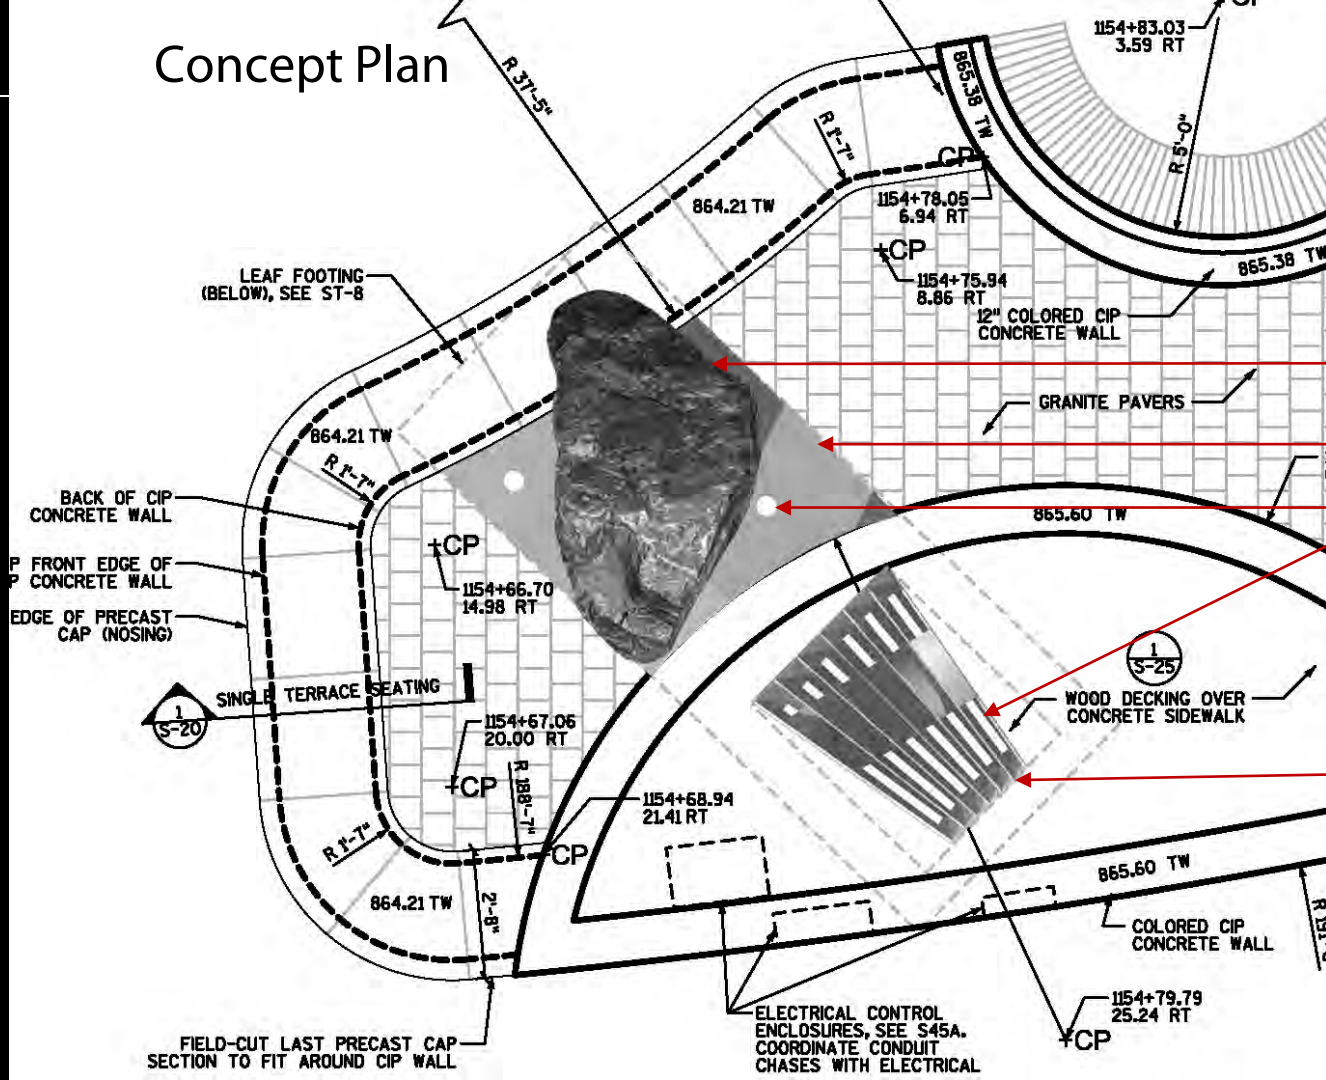 Concept Plan
CP
1154+83.03
3.59 RT
R 37'-5"
865.38 TW
R 1'-7"
R 5'-0"
CP
864.21 TW
1154+78.05
6.94 RT
CP
865.38 TW
LEAF FOOTING
(BELOW), SEE ST-8
1154+75.94
8.86 RT
12" COLORED CIP
CONCRETE WALL
GRANITE PAVERS
864.21 TW
R 1'-7"
BACK OF CIP
CONCRETE WALL
865.60 TW
CP
P FRONT EDGE OF
P CONCRETE WALL
1154+66.70
14.98 RT
EDGE OF PRECAST
CAP (NOSING)
1
S-25
SINGLE TERRACE SEATING
1
S-20
WOOD DECKING OVER
CONCRETE SIDEWALK
1154+67.06
20.00 RT
CP
R 188'-7"
1154+68.94
21.41 RT
R 1'-7"
CP
865.60 TW
864.21 TW
2'-8"
COLORED CIP
CONCRETE WALL
1154+79.79
25.24 RT
ELECTRICAL CONTROL
ENCLOSURES, SEE S45A.
COORDINATE CONDUIT
CHASES WITH ELECTRICAL
CP
FIELD-CUT LAST PRECAST CAP
SECTION TO FIT AROUND CIP WALL